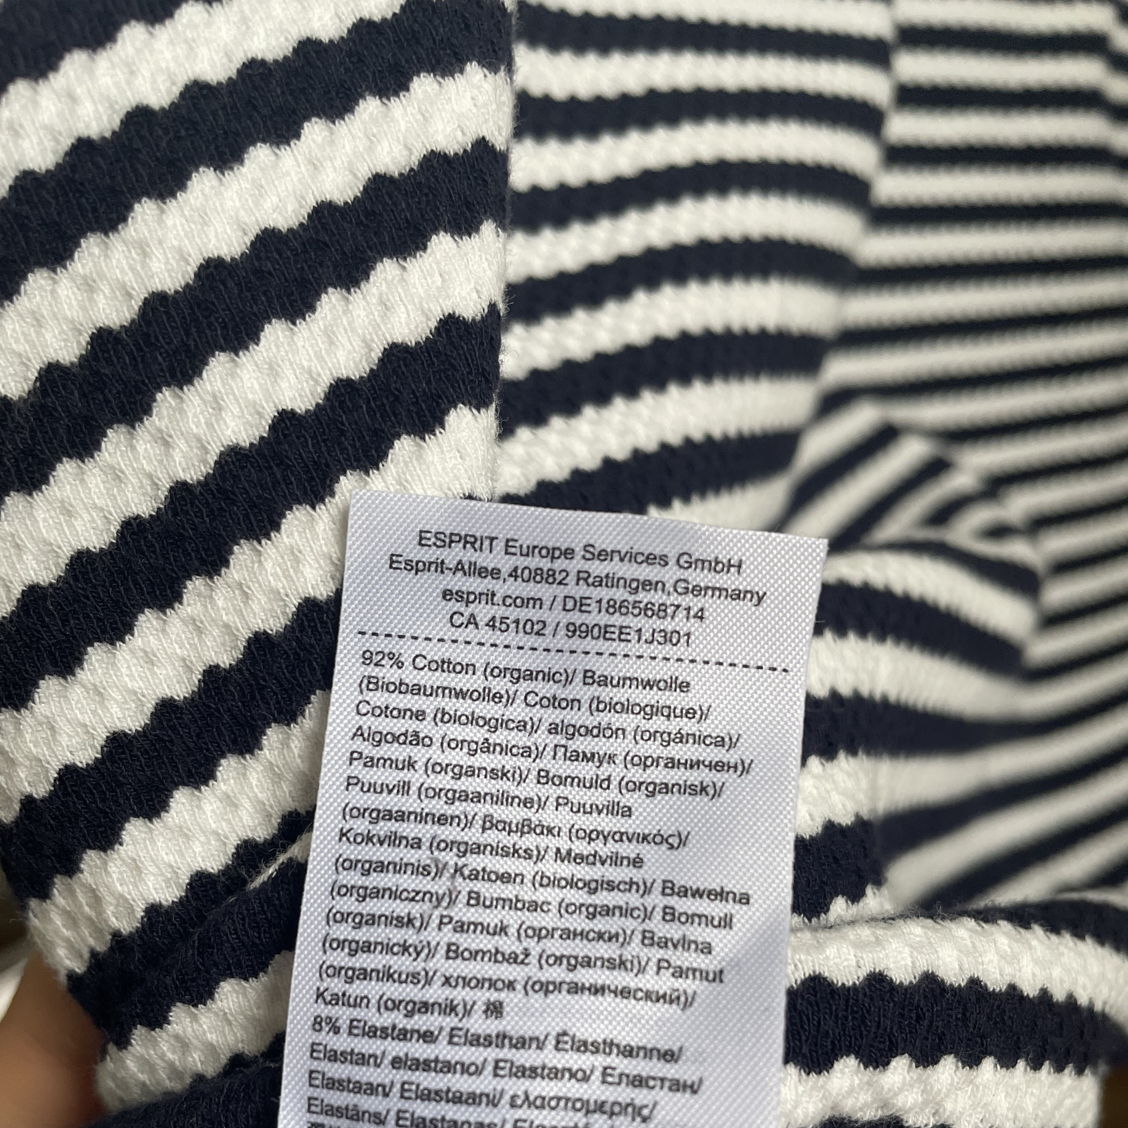 ESPRIT Europe Services GmbH
Esprit-Allee,40882 Ratingen,Germany
esprit.com / DE186568714
CA 45102 / 990EE1J301
92% Cotton (organic)/ Baumwolle
(Biobaumwolle)/ Coton (biologique)/
Cotone (biologica)/ algodón (orgánica)/
Algodão (orgânica)/ Памук (органичен)/
Pamuk (organski)/ Bomuld (organisk)/
Puuvill (orgaaniline)/ Puuvilla
(orgaaninen)/ βαμβάκι (οργανικός)/
Kokvilna (organisks)/ Medvilnė
(organinis)/ Katoen (biologisch)/ Bawełna
(organiczny)/ Bumbac (organic)/ Bomull
(organisk)/ Pamuk (органски)/ Bavlna
(organický)/ Bombaž (organski)/ Pamut
(organikus)/ хлопок (органический)/
Katun (organik)/ 棉
8% Elastane/ Elasthan/ Élasthanne/
Elastan/ elastano/ Elastano/ Еластан/
Elastaan/ Elastaani/ ελαστομερής/
Elastāns/ Elastanas/